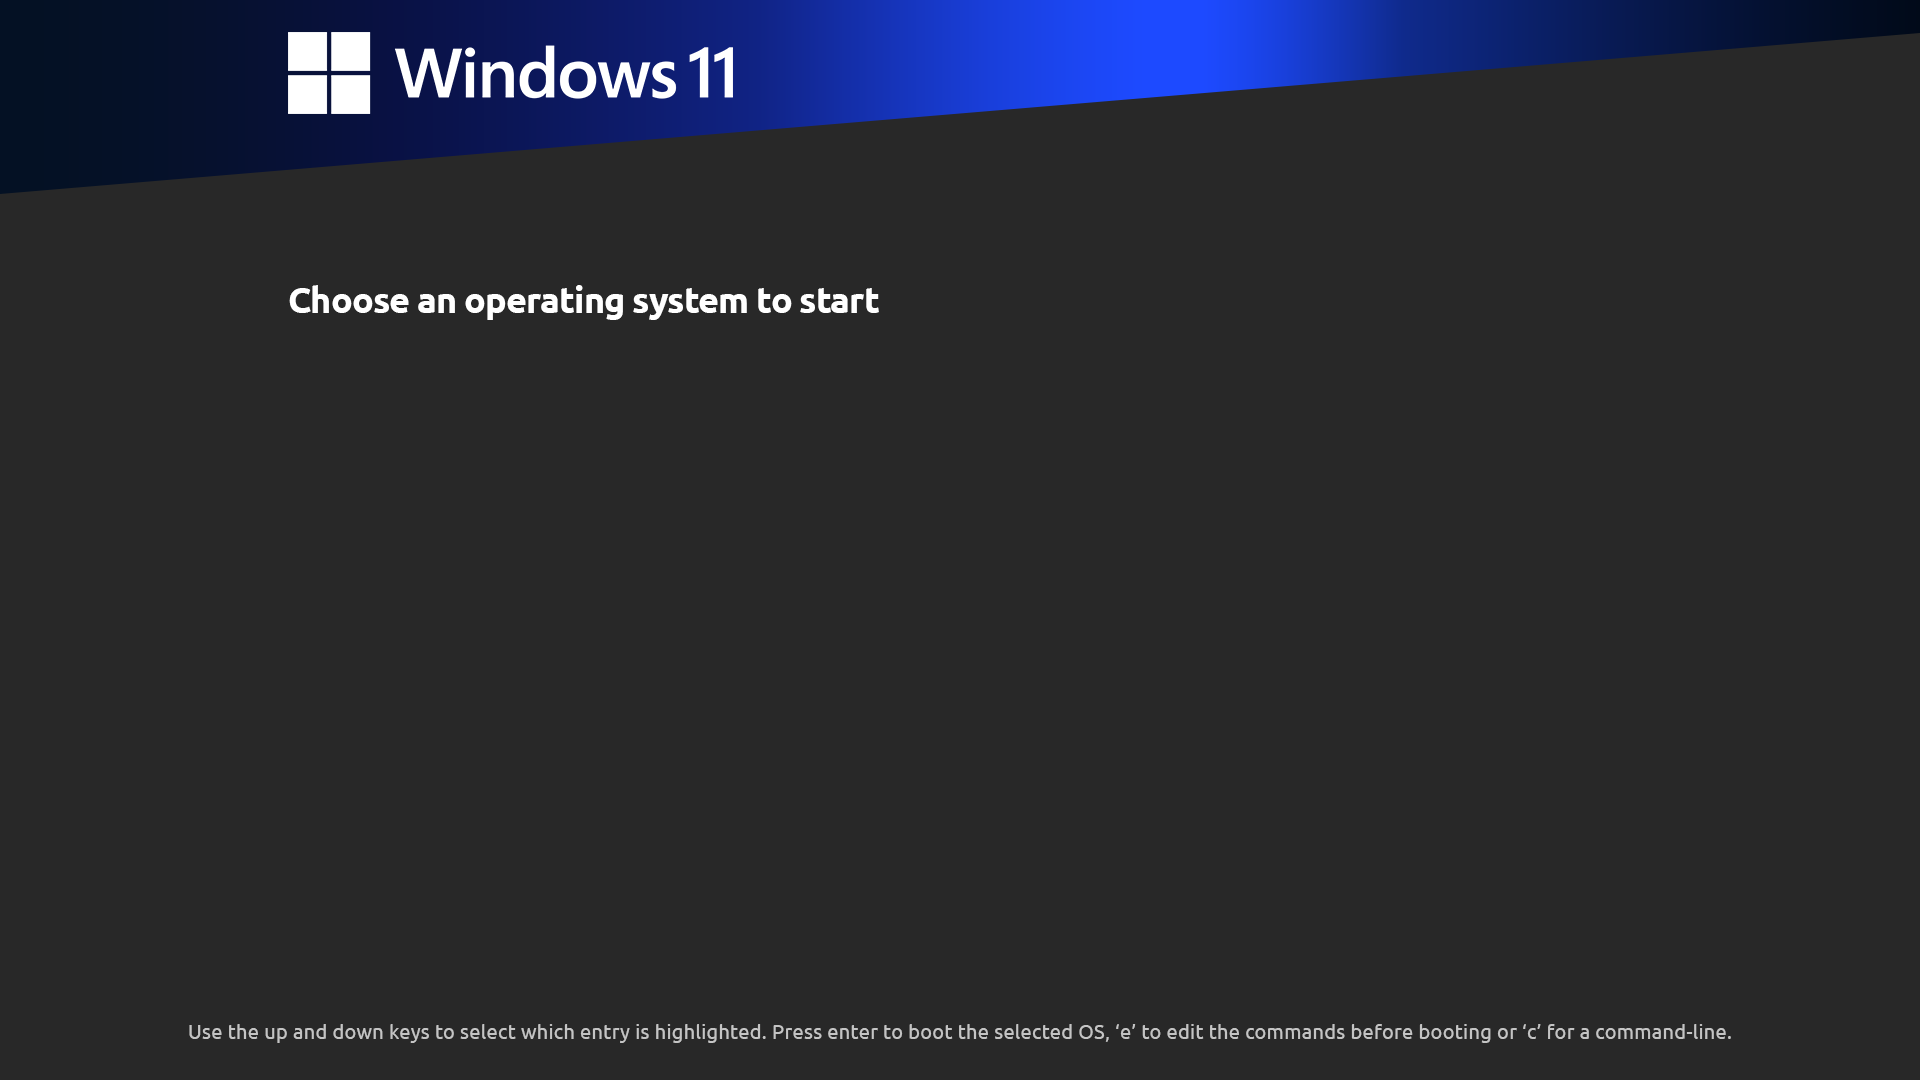 Windows 11
Choose an operating system to start
Use the up and down keys to select which entry is highlighted. Press enter to boot the selected OS, ‘e’ to edit the commands before booting or ‘c’ for a command-line.